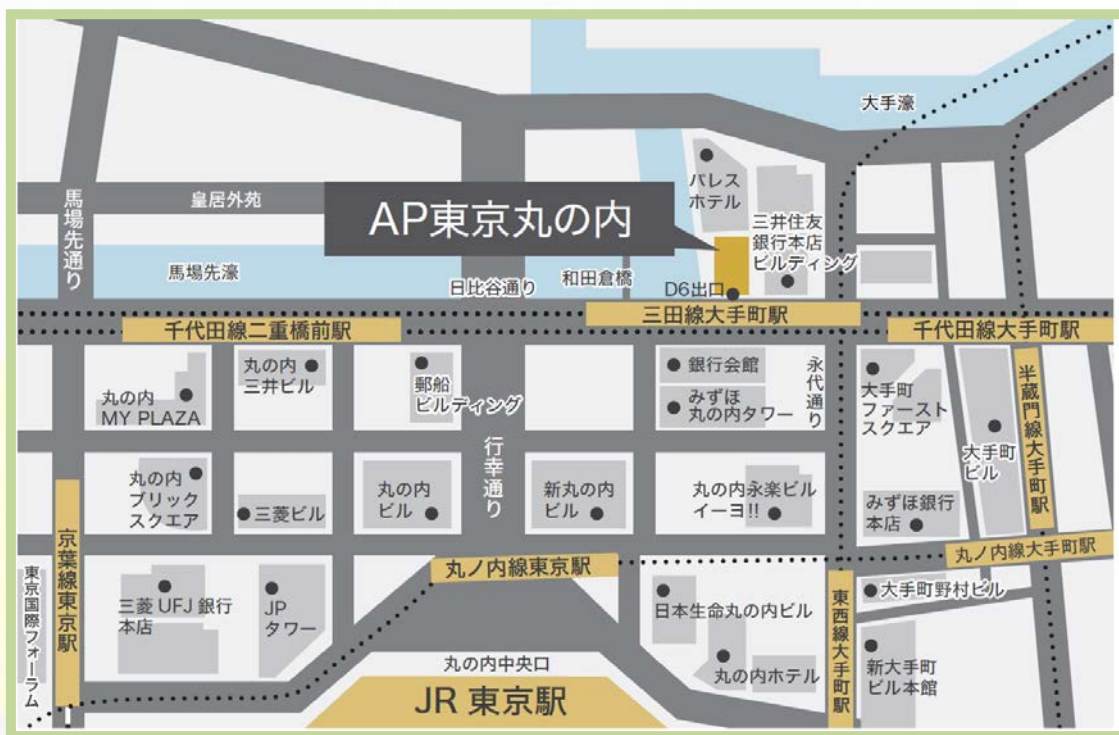 大手濠
パレス
ホテル
馬場先通り
皇居外苑
AP東京丸の内
三井住友
銀行本店
ビルディング
馬場先濠
日比谷通り
和田倉橋
D6出口
三田線大手町駅
千代田線二重橋前駅
千代田線大手町駅
丸の内
MY PLAZA
丸の内
三井ビル
郵船
ビルディング
銀行会館
みずほ
丸の内タワー
永代通り
大手町
ファースト
スクエア
大手町
ビル
半蔵門線大手町駅
行幸通り
丸の内
ブリック
スクエア
三菱ビル
丸の内
ビル
新丸の内
ビル
丸の内永楽ビル
イーヨ!!
みずほ銀行
本店
京葉線東京駅
丸ノ内線東京駅
丸ノ内線大手町駅
東京国際フォーラム
三菱 UFJ 銀行
本店
JP
タワー
日本生命丸の内ビル
丸の内ホテル
東西線大手町駅
大手町野村ビル
新大手町
ビル本館
丸の内中央口
JR 東京駅